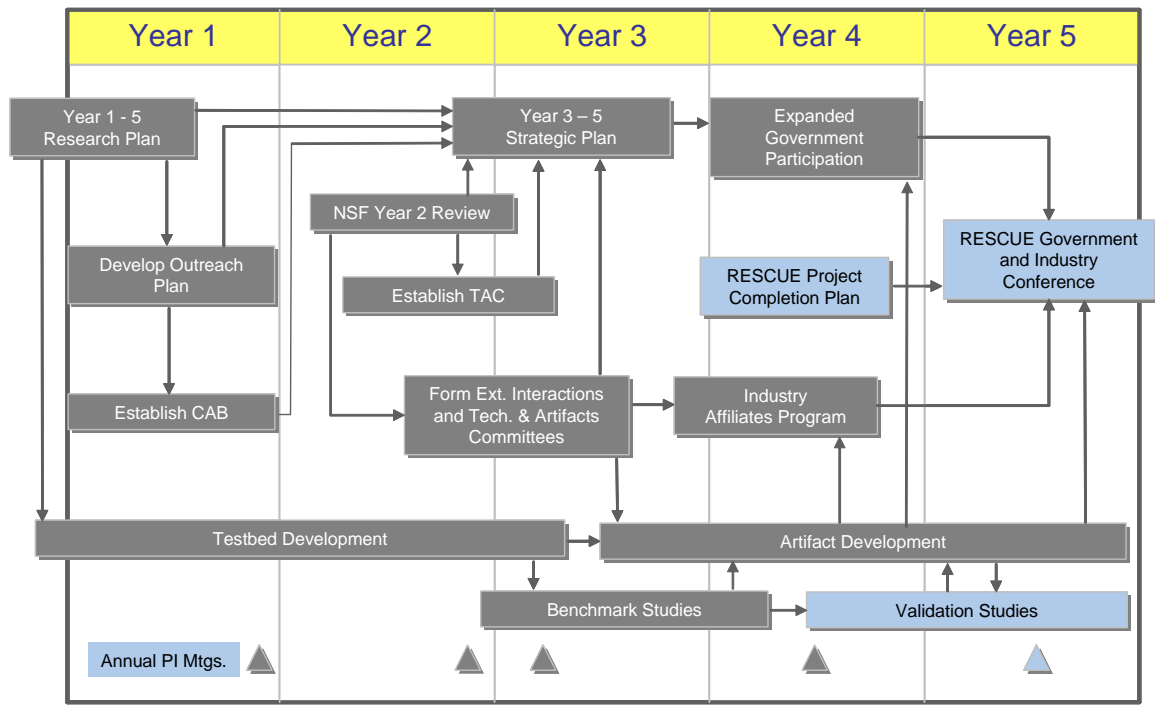 Year 1
Year 2
Year 3
Year 4
Year 5
Year 1 - 5
Research Plan
Year 3 – 5
Strategic Plan
Expanded
Government
Participation
NSF Year 2 Review
Develop Outreach
Plan
Establish TAC
RESCUE Project
Completion Plan
RESCUE Government
and Industry
Conference
Establish CAB
Form Ext. Interactions
and Tech. & Artifacts
Committees
Industry
Affiliates Program
Testbed Development
Artifact Development
Benchmark Studies
Validation Studies
Annual PI Mtgs.